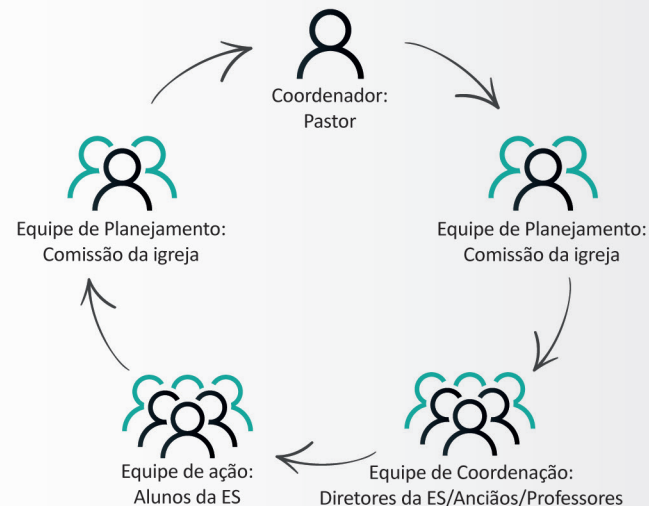 Coordenador:
Pastor
Equipe de Planejamento:
Comissão da igreja
Equipe de Planejamento:
Comissão da igreja
Equipe de ação:
Alunos da ES
Equipe de Coordenação:
Diretores da ES/Anciãos/Professores